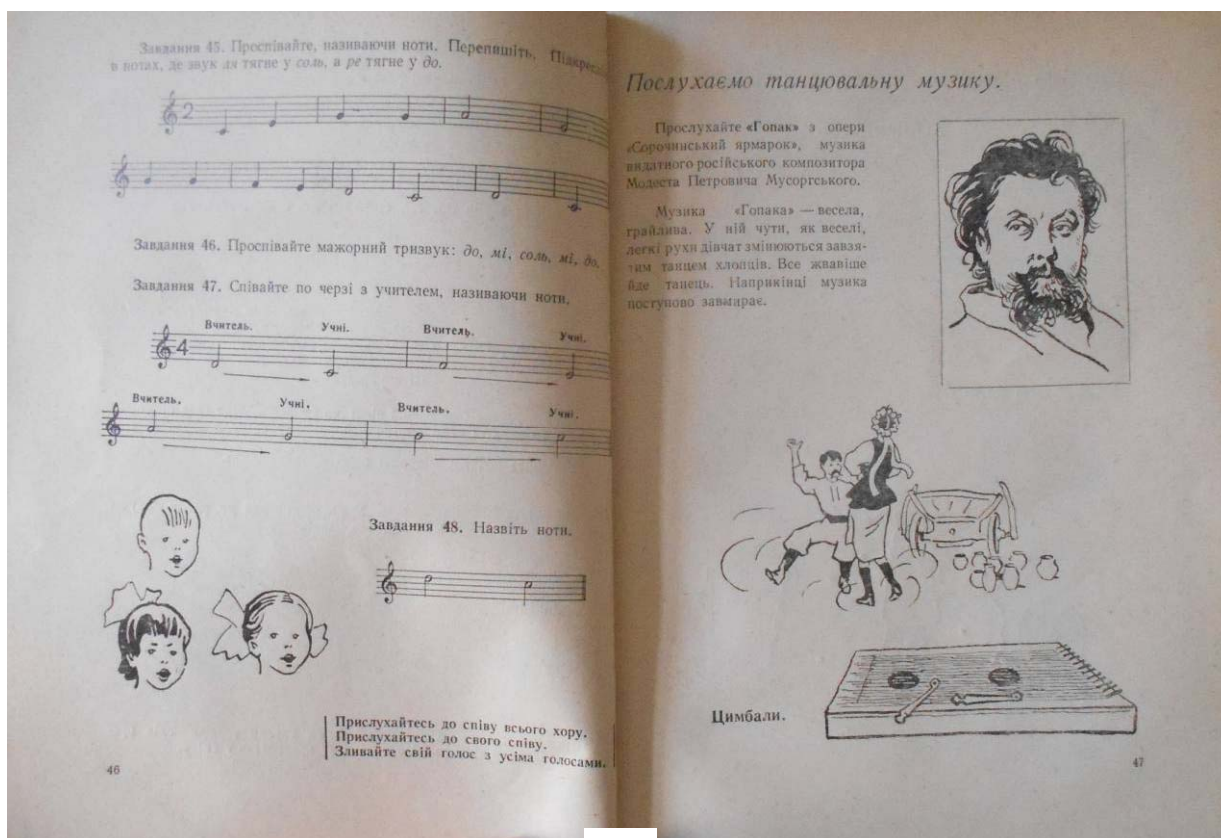 Завдання 45. Проспівайте, називаючи ноти. Перепишіть. Підкресліть
в нотах, де звук ля тягне у соль, а ре тягне у до.
2
Завдання 46. Проспівайте мажорний тризвук: до, мі, соль, мі, до.
Завдання 47. Співайте по черзі з учителем, називаючи ноти.
Вчитель. Учні. Вчитель. Учні.
4
Вчитель. Учні. Вчитель. Учні.
Завдання 48. Назвіть ноти.
Прислухайтесь до співу всього хору.
Прислухайтесь до свого співу.
Зливайте свій голос з усіма голосами.
46
Послухаємо танцювальну музику.
Прослухайте «Гопак» з опери
«Сорочинський ярмарок», музика
видатного російського композитора
Модеста Петровича Мусоргського.
Музика «Гопака» — весела,
грайлива. У ній чути, як веселі,
легкі рухи дівчат змінюються завзя-
тим танцем хлопців. Все жвавіше
йде танець. Наприкінці музика
поступово завмирає.
Цимбали.
47